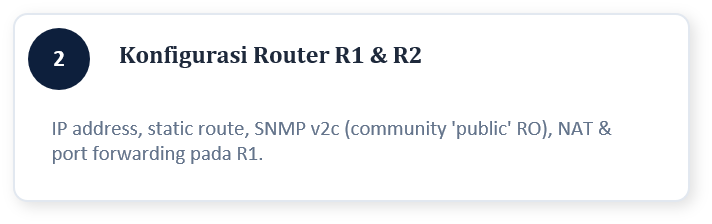 2
Konfigurasi Router R1 & R2
IP address, static route, SNMP v2c (community 'public' RO), NAT &
port forwarding pada R1.